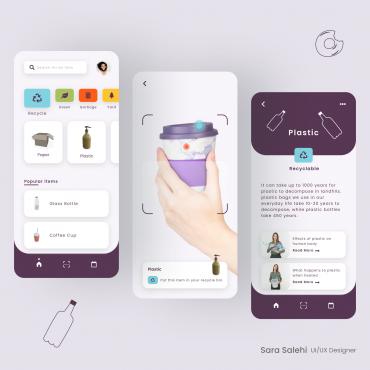 Search for an item
Recycle
Green
Garbage
Paper
Plastic
Popular Items
Glass Bottle
Coffee Cup
Plastic
Put this item in your recycle bin
Plastic
Recyclable
It can take up to 1000 years for
plastic to decompose in landfills.
plastic bags we use in our
everyday life take 10-20 years to
decompose, while plastic bottles
take 450 years.
Effects of plastic on
human body
Read More
What happens to plastic
when heated
Read More
Sara Salehi UI/UX Designer